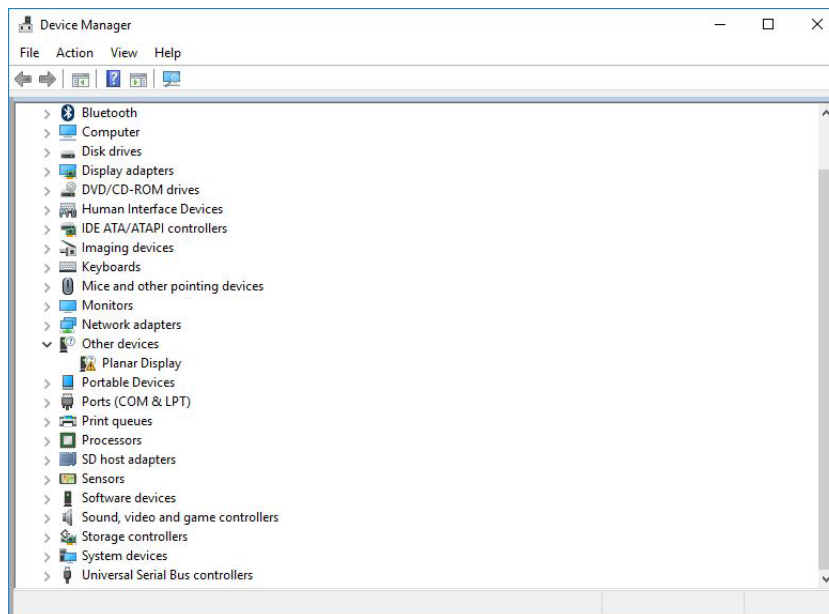 Device Manager
File Action View Help
Bluetooth
Computer
Disk drives
Display adapters
DVD/CD-ROM drives
Human Interface Devices
IDE ATA/ATAPI controllers
Imaging devices
Keyboards
Mice and other pointing devices
Monitors
Network adapters
Other devices
Planar Display
Portable Devices
Ports (COM & LPT)
Print queues
Processors
SD host adapters
Sensors
Software devices
Sound, video and game controllers
Storage controllers
System devices
Universal Serial Bus controllers